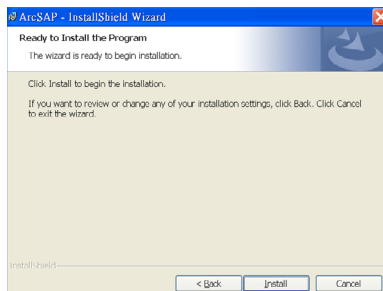 ArcSAP - InstallShield Wizard
Ready to Install the Program
The wizard is ready to begin installation.
Click Install to begin the installation.
If you want to review or change any of your installation settings, click Back. Click Cancel
to exit the wizard.
InstallShield
< Back
Install
Cancel